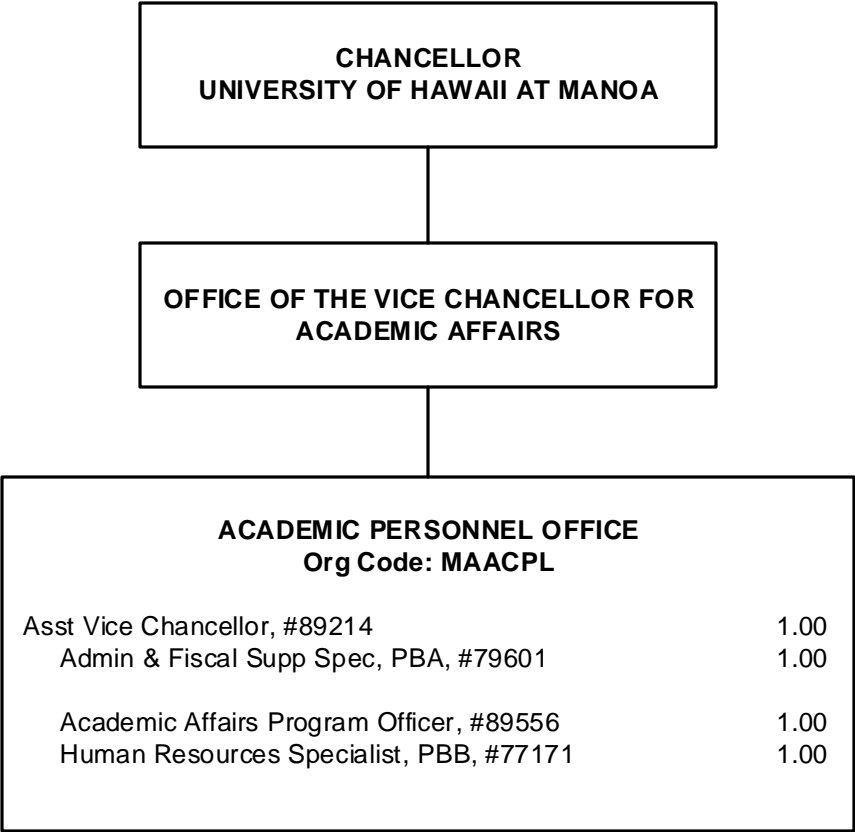 CHANCELLOR
UNIVERSITY OF HAWAII AT MANOA
OFFICE OF THE VICE CHANCELLOR FOR
ACADEMIC AFFAIRS
ACADEMIC PERSONNEL OFFICE
Org Code: MAACPL
Asst Vice Chancellor, #89214 1.00
Admin & Fiscal Supp Spec, PBA, #79601 1.00
Academic Affairs Program Officer, #89556 1.00
Human Resources Specialist, PBB, #77171 1.00